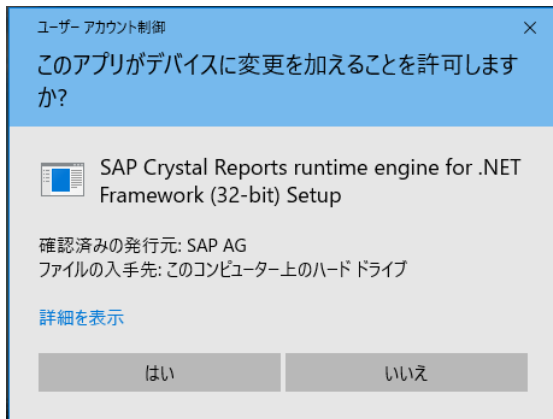 ユーザー アカウント制御
このアプリがデバイスに変更を加えることを許可します
か?
SAP Crystal Reports runtime engine for .NET
Framework (32-bit) Setup
確認済みの発行元: SAP AG
ファイルの入手先: このコンピューター上のハード ドライブ
詳細を表示
はい
いいえ